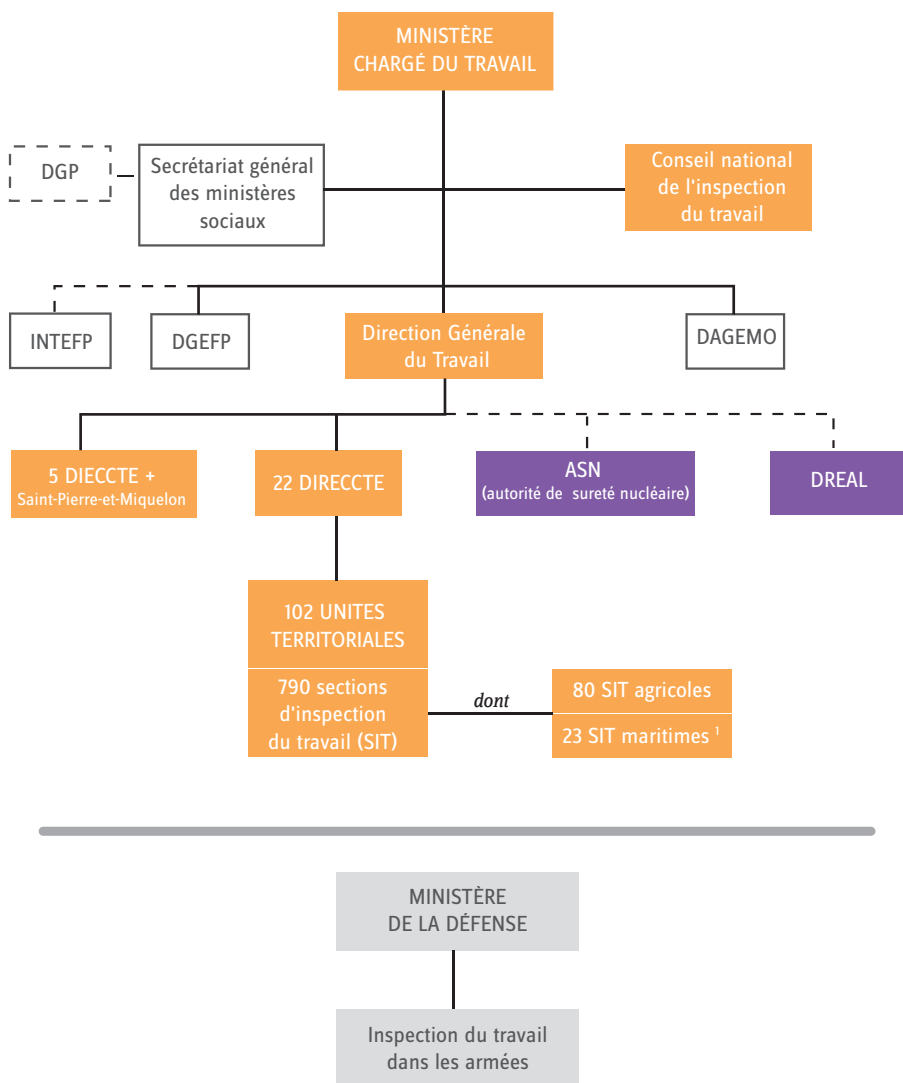 MINISTÈRE
CHARGÉ DU TRAVAIL
DGP
Secrétariat général
des ministères
sociaux
Conseil national
de l'inspection
du travail
INTEFP
DGEFP
Direction Générale
du Travail
DAGEMO
5 DIECCTE +
Saint-Pierre-et-Miquelon
22 DIRECCTE
ASN
(autorité de sureté nucléaire)
DREAL
102 UNITES
TERRITORIALES
790 sections
d'inspection
du travail (SIT)
dont
80 SIT agricoles
23 SIT maritimes ¹
MINISTÈRE
DE LA DÉFENSE
Inspection du travail
dans les armées